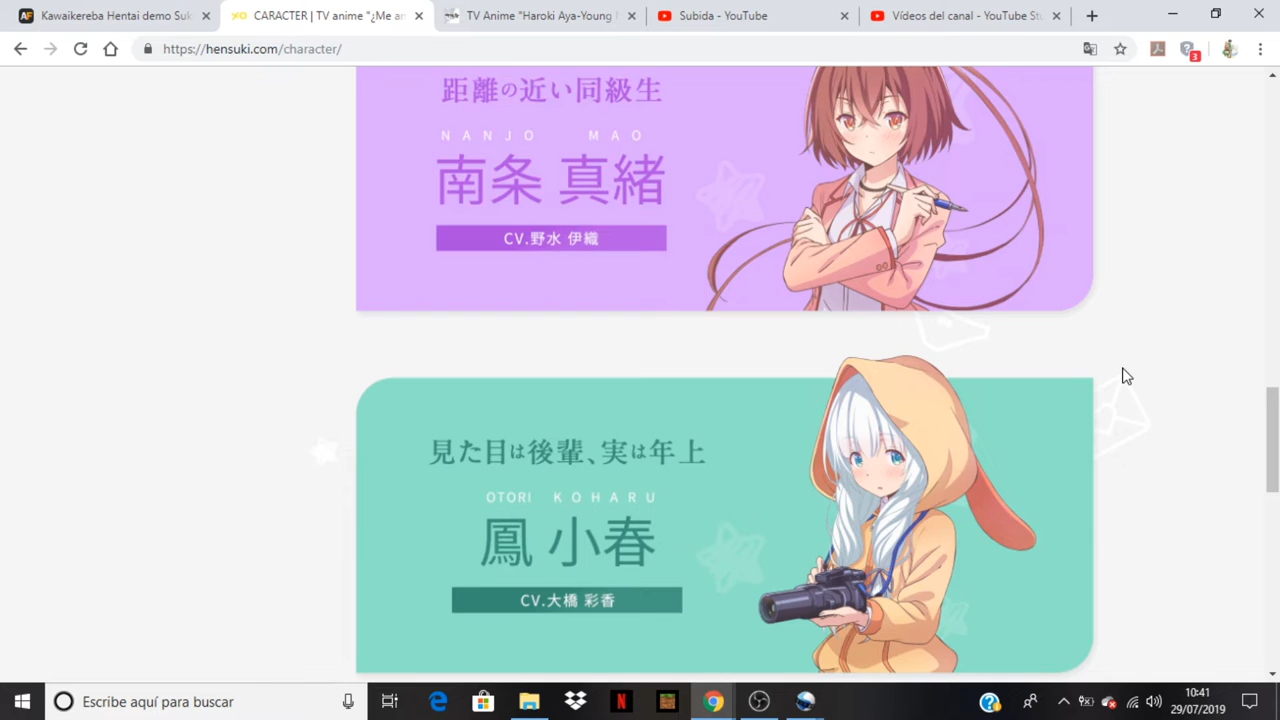 Kawaikereba Hentai demo Suk
CARACTER | TV anime "¿Me ar
TV Anime "Haroki Aya-Young M
Subida - YouTube
Vídeos del canal - YouTube Stu
https://hensuki.com/character/
3
距離の近い同級生
NANJO MAO
南条 真緒
CV.野水 伊織
見た目は後輩、実は年上
OTORI KOHARU
鳳 小春
CV.大橋 彩香
Escribe aquí para buscar
10:41
29/07/2019